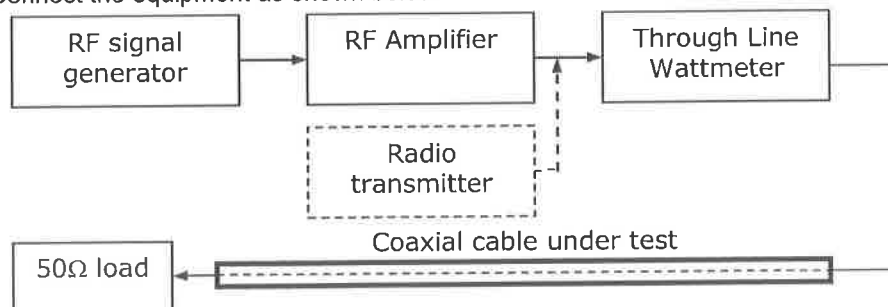 RF signal
generator
RF Amplifier
Through Line
Wattmeter
Radio
transmitter
Coaxial cable under test
50Ω load